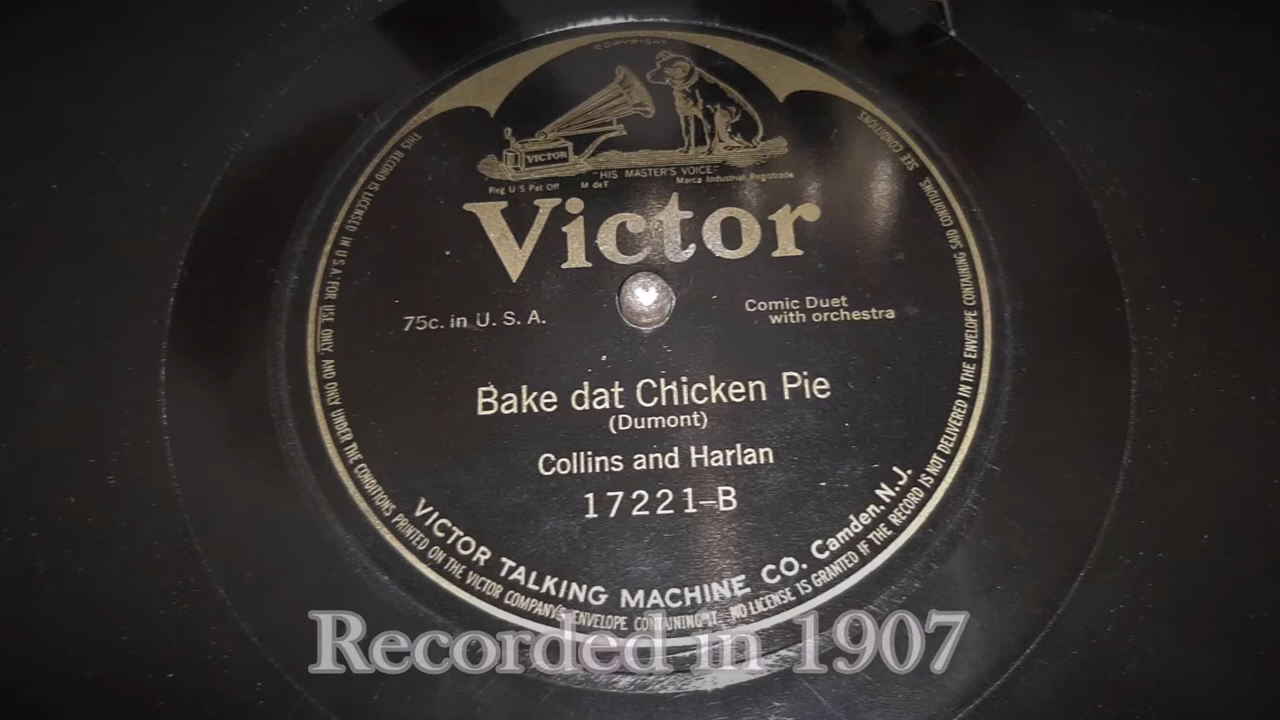 COPYRIGHT
VICTOR
"HIS MASTER'S VOICE"
Reg U S Pat Off M de F Marca Industrial Registrada
Victor
75c. in U. S. A.
Comic Duet
with orchestra
Bake dat Chicken Pie
(Dumont)
Collins and Harlan
17221-B
VICTOR TALKING MACHINE CO. Camden, N.J.
THIS RECORD IS LICENSED IN U.S.A. FOR USE ONLY, AND ONLY UNDER THE CONDITIONS PRINTED ON THE VICTOR COMPANY'S ENVELOPE CONTAINING IT. NO LICENSE IS GRANTED IF THE RECORD IS NOT DELIVERED IN THE ENVELOPE CONTAINING SAID CONDITIONS. SEE CONDITIONS.
Recorded in 1907